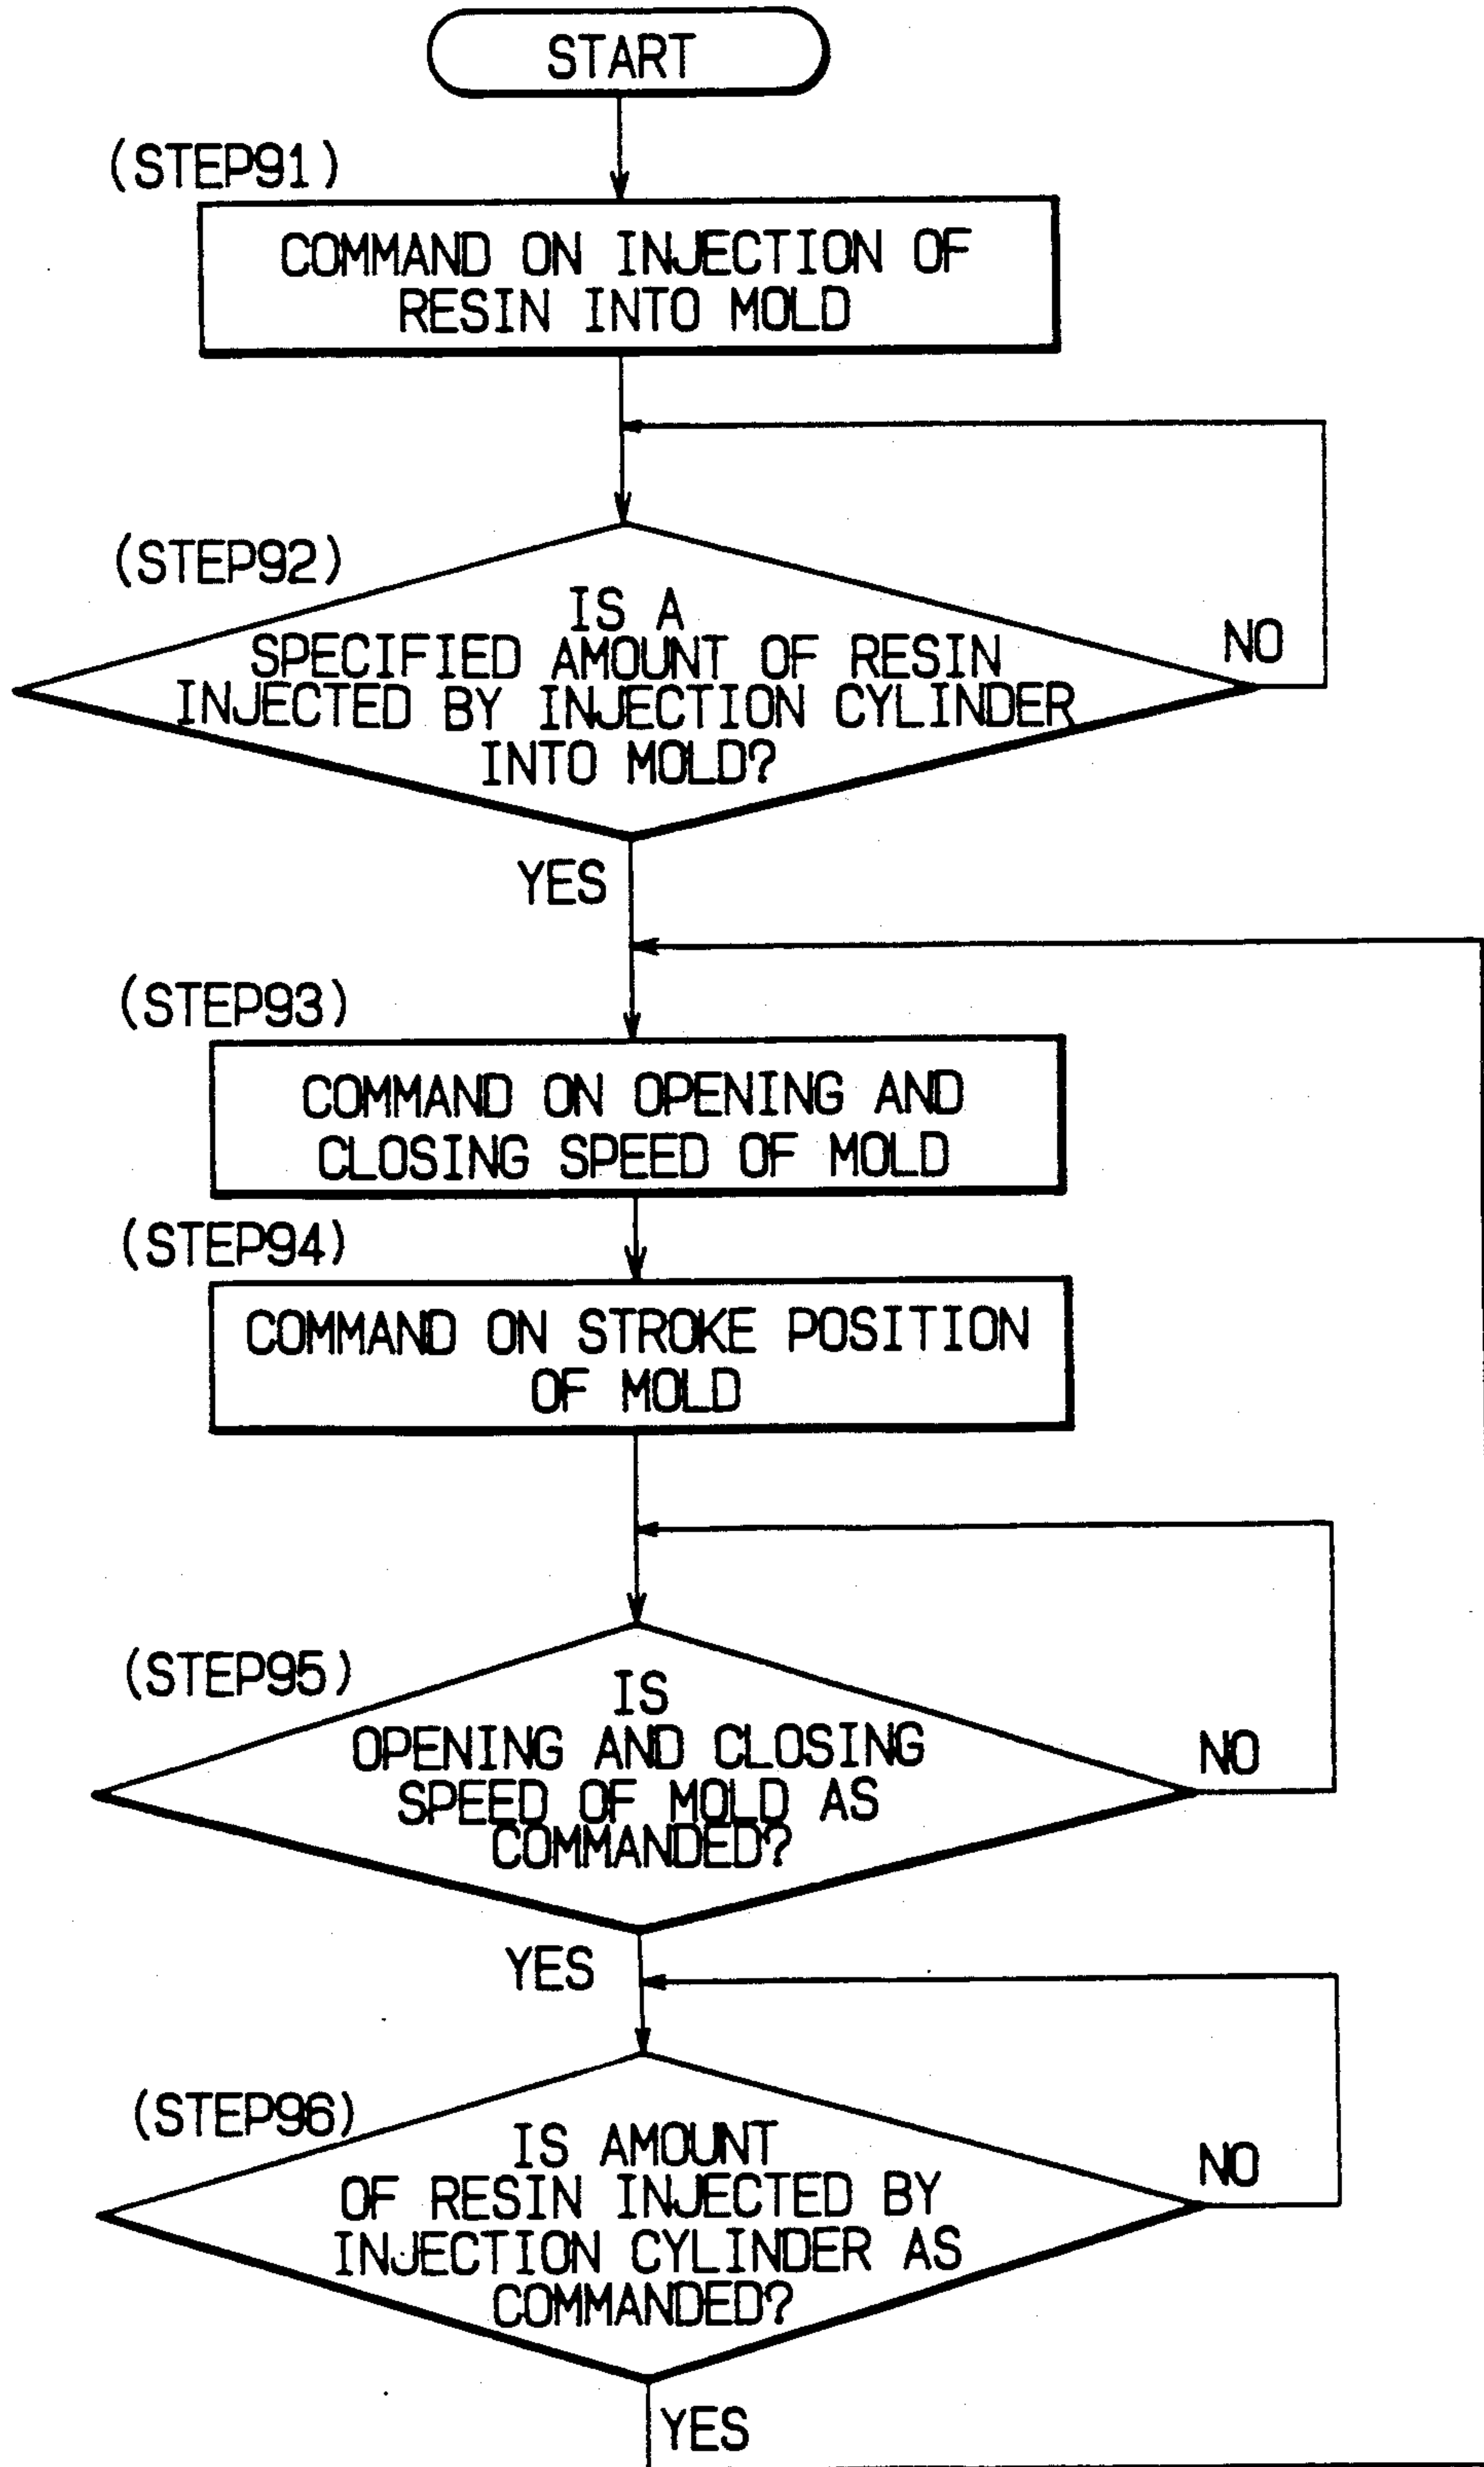 START
(STEP91)
COMMAND ON INJECTION OF
RESIN INTO MOLD
(STEP92)
IS A
SPECIFIED AMOUNT OF RESIN
INJECTED BY INJECTION CYLINDER
INTO MOLD?
NO
YES
(STEP93)
COMMAND ON OPENING AND
CLOSING SPEED OF MOLD
(STEP94)
COMMAND ON STROKE POSITION
OF MOLD
(STEP95)
IS
OPENING AND CLOSING
SPEED OF MOLD AS
COMMANDED?
NO
YES
(STEP96)
IS AMOUNT
OF RESIN INJECTED BY
INJECTION CYLINDER AS
COMMANDED?
NO
YES